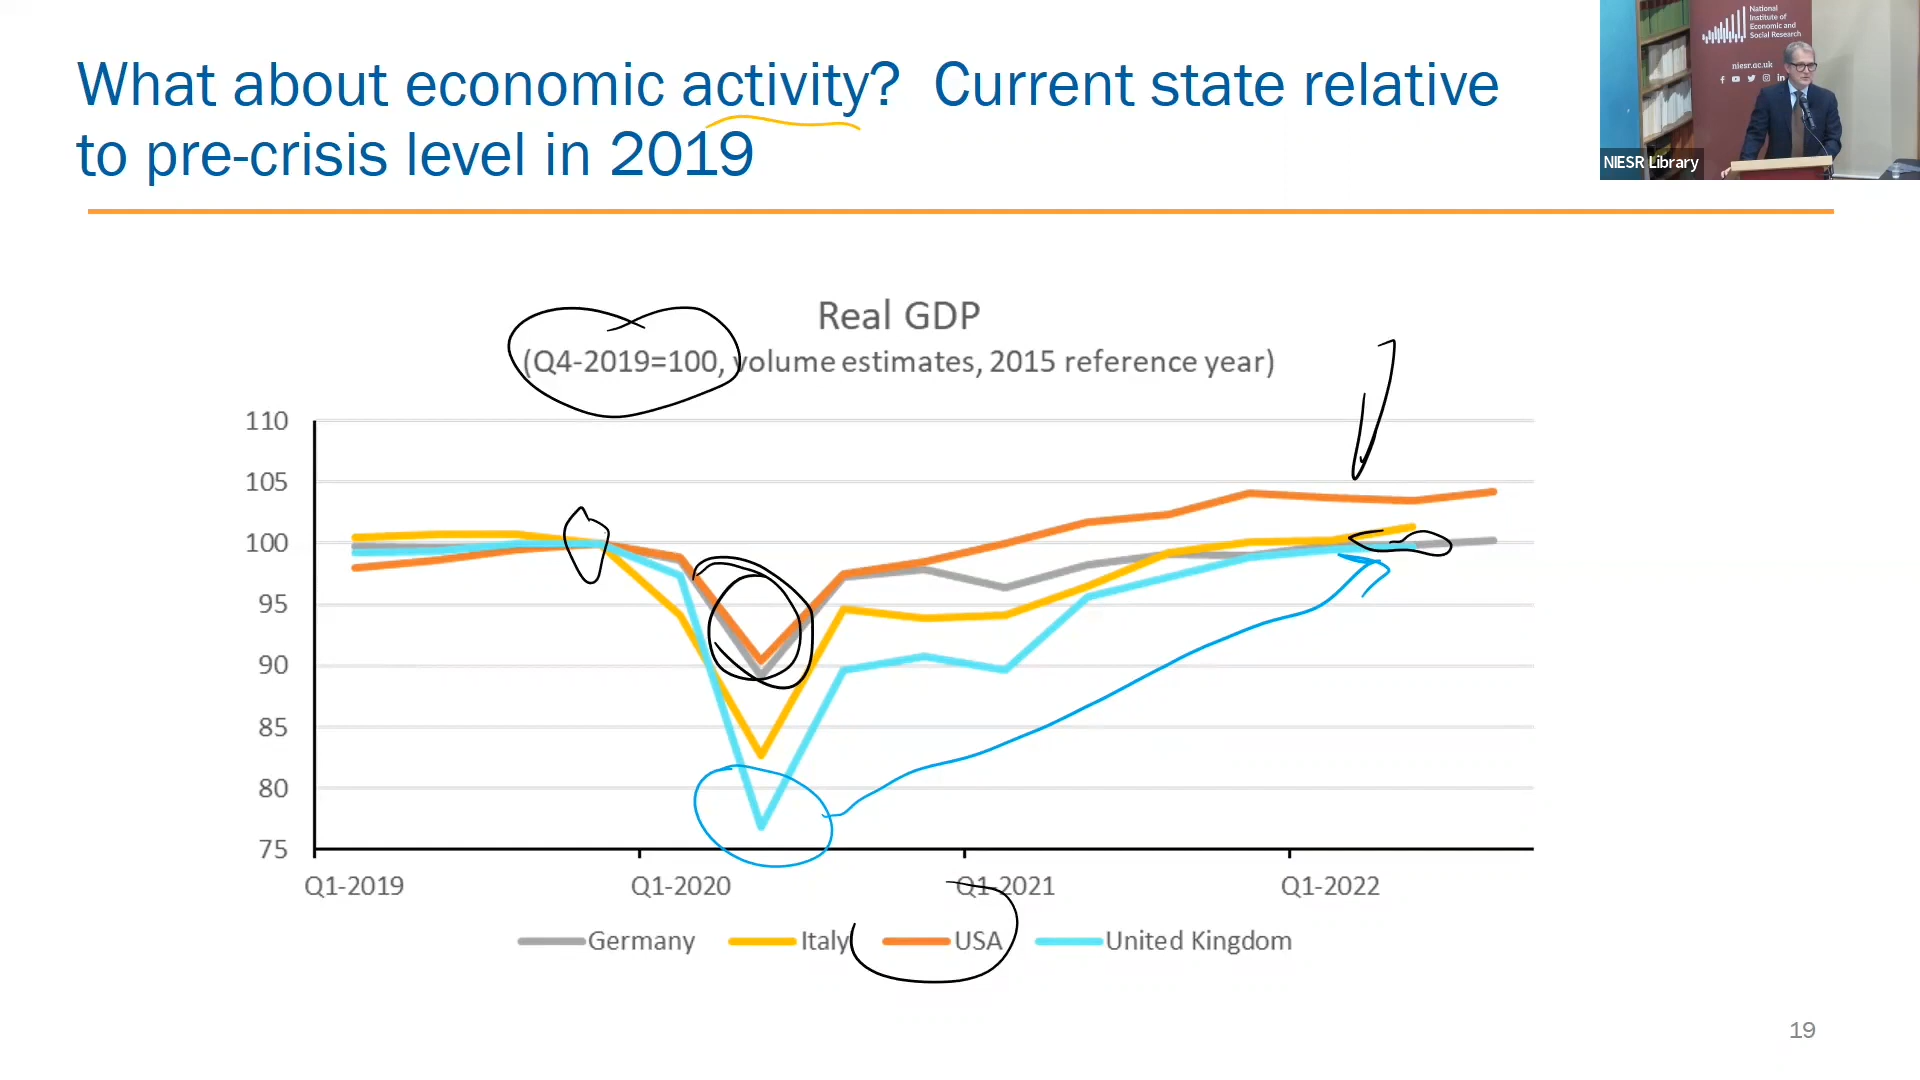 What about economic activity? Current state relative
to pre-crisis level in 2019
National
Institute of
Economic and
Social Research
niesr.ac.uk
NIESR Library
Real GDP
(Q4-2019=100, volume estimates, 2015 reference year)
110
105
100
95
90
85
80
75
Q1-2019 Q1-2020 Q1-2021 Q1-2022
Germany Italy USA United Kingdom
19